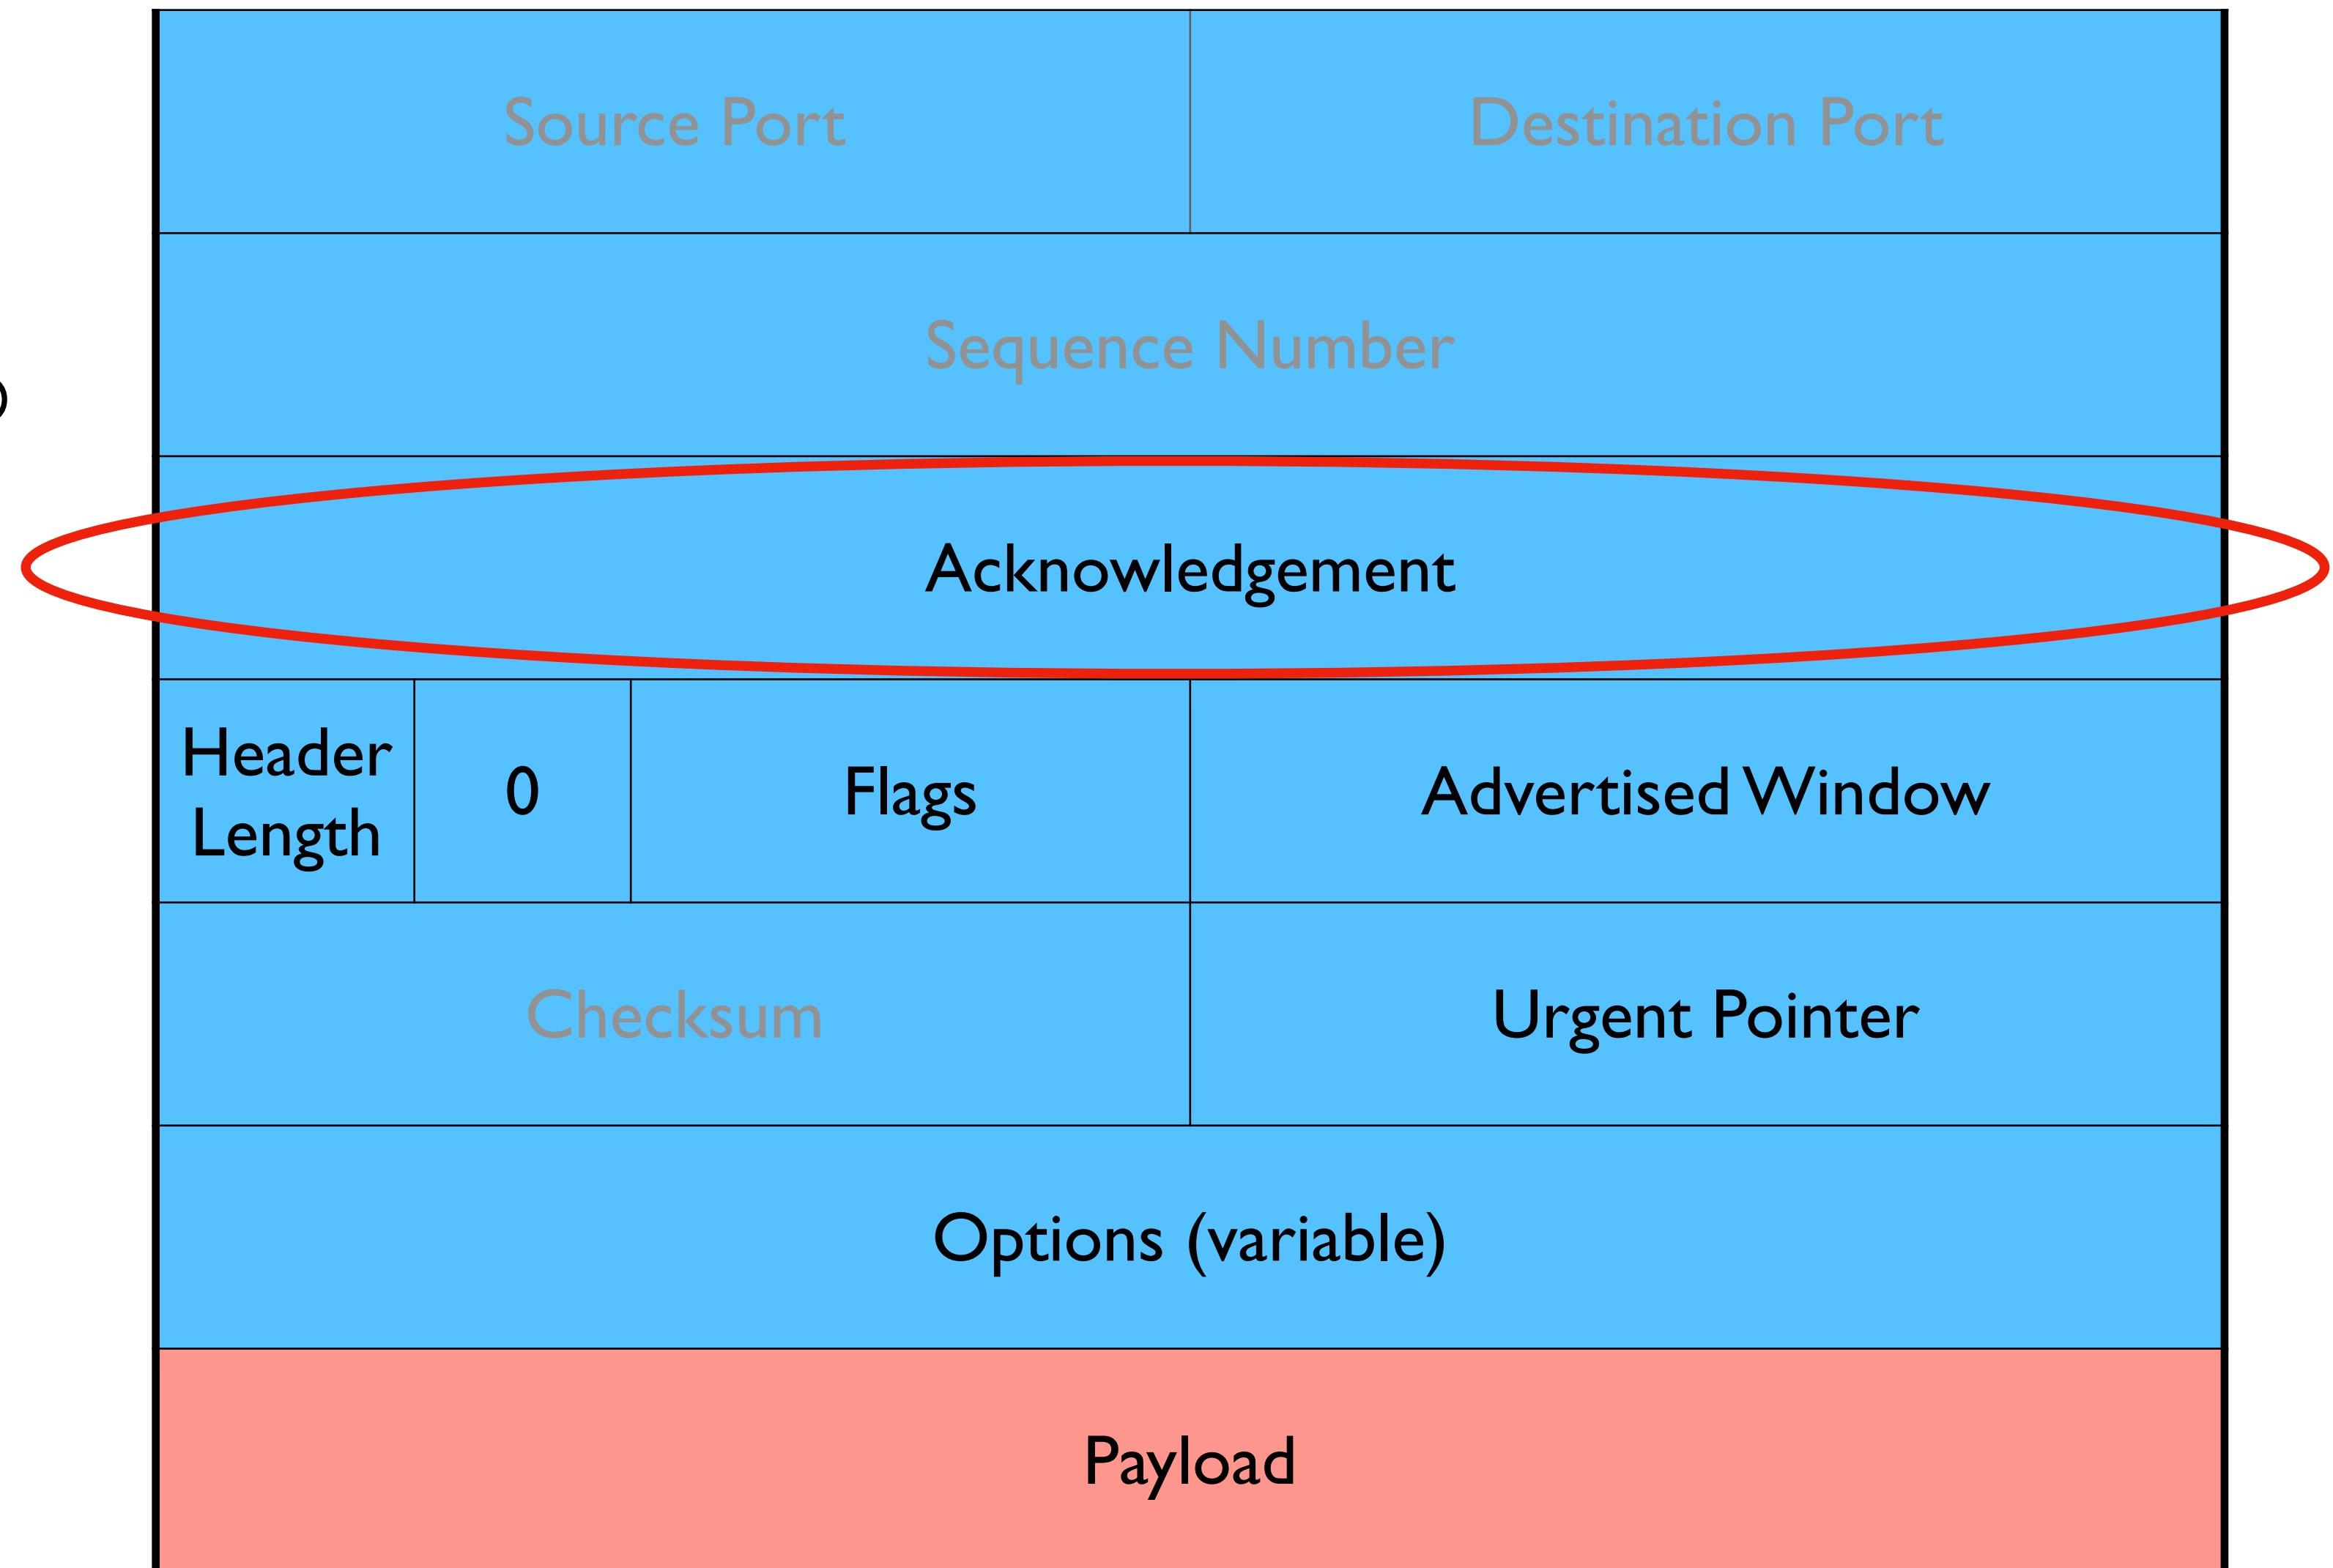 Source Port
Destination Port
Sequence Number
Acknowledgement
Header
Length
0
Flags
Advertised Window
Checksum
Urgent Pointer
Options (variable)
Payload